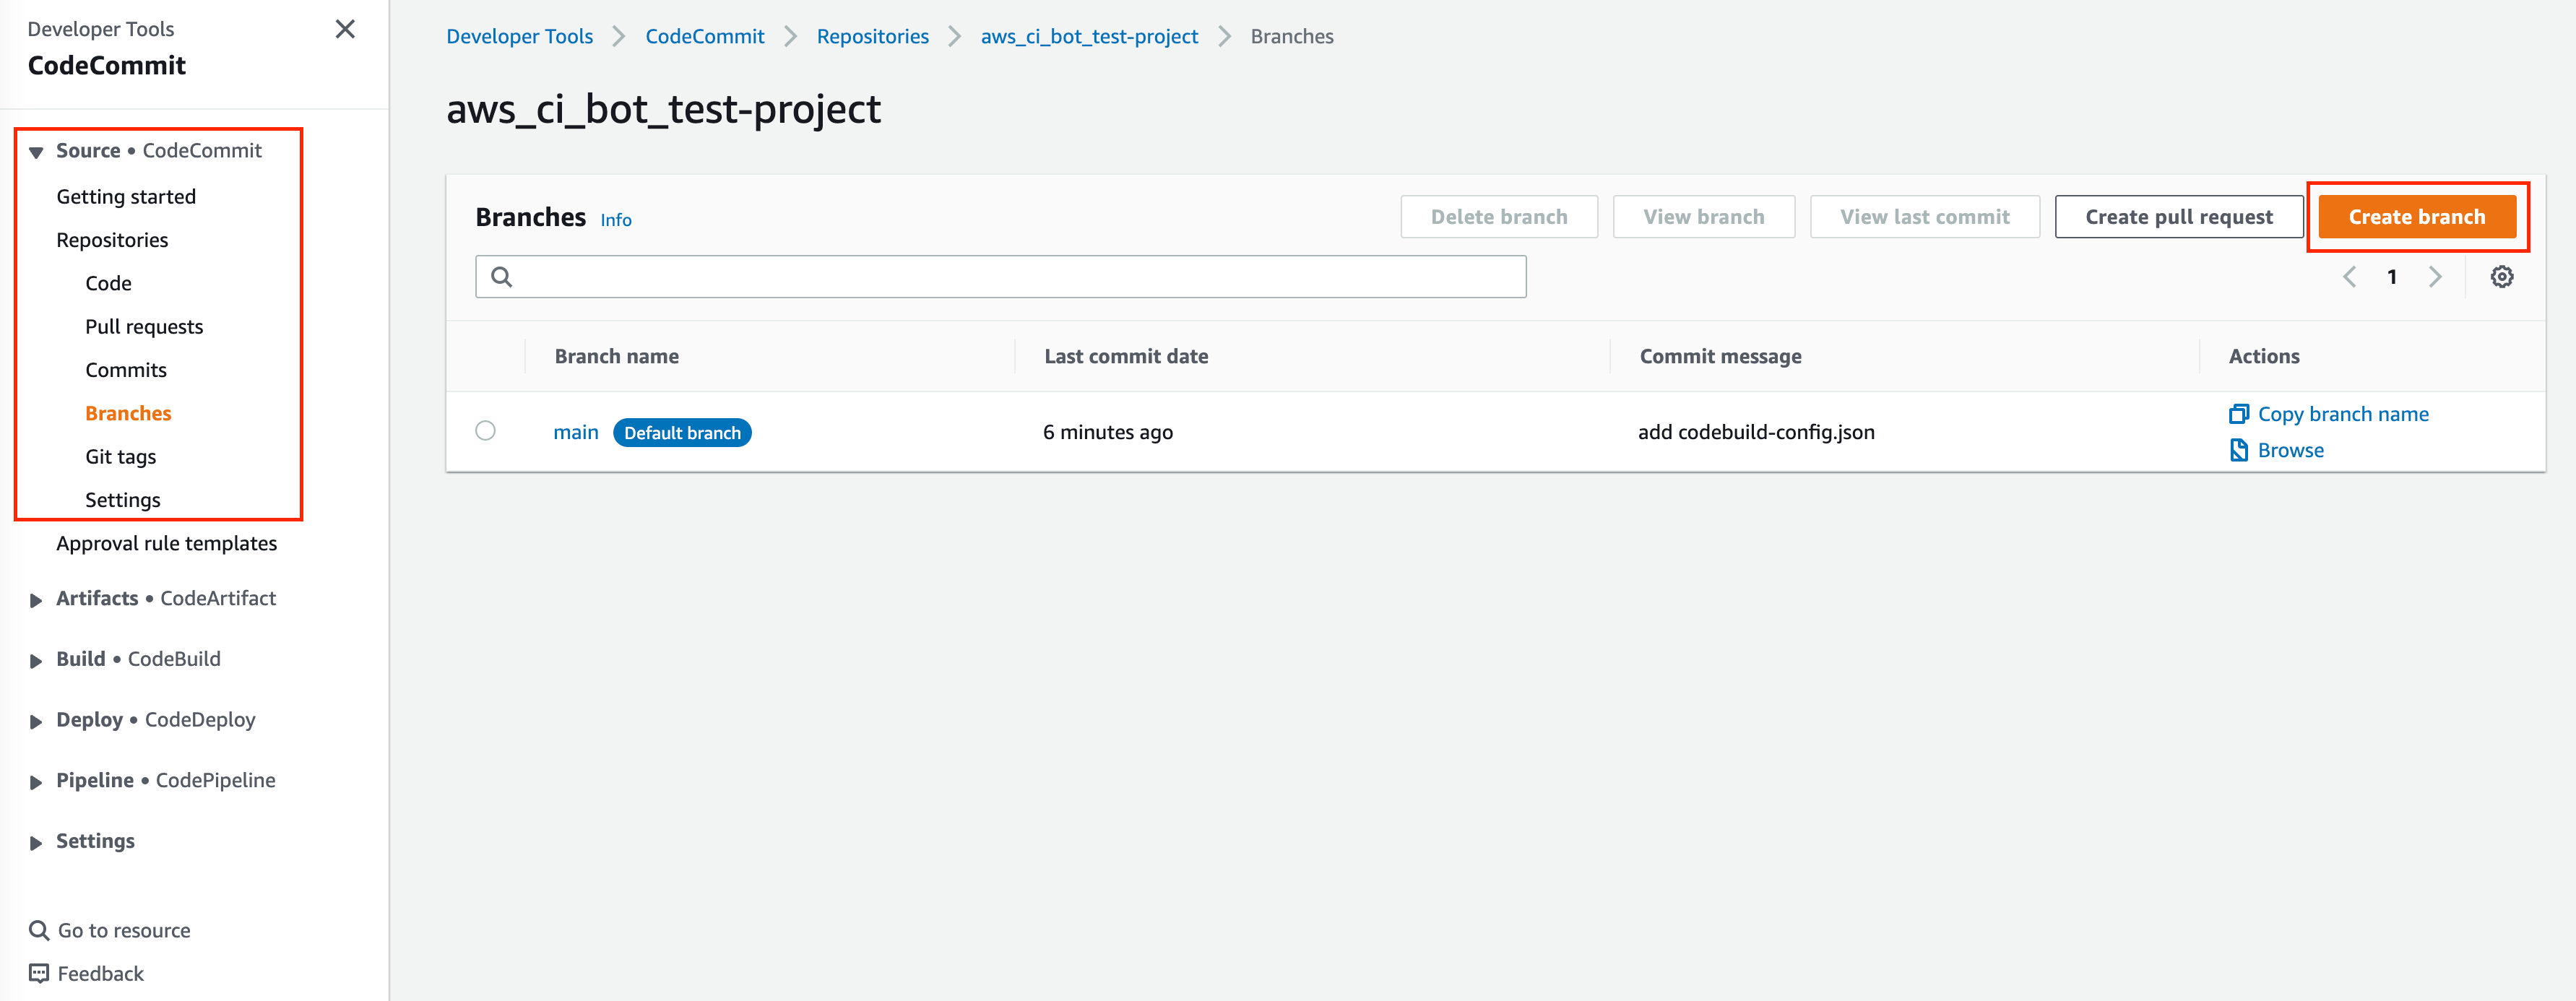 Developer Tools
CodeCommit
Source • CodeCommit
Getting started
Repositories
Code
Pull requests
Commits
Branches
Git tags
Settings
Approval rule templates
Artifacts • CodeArtifact
Build • CodeBuild
Deploy • CodeDeploy
Pipeline • CodePipeline
Settings
Go to resource
Feedback
Developer Tools CodeCommit Repositories aws_ci_bot_test-project Branches
aws_ci_bot_test-project
Branches Info Delete branch View branch View last commit Create pull request Create branch
1
Branch name Last commit date Commit message Actions
main Default branch 6 minutes ago add codebuild-config.json Copy branch name
Browse